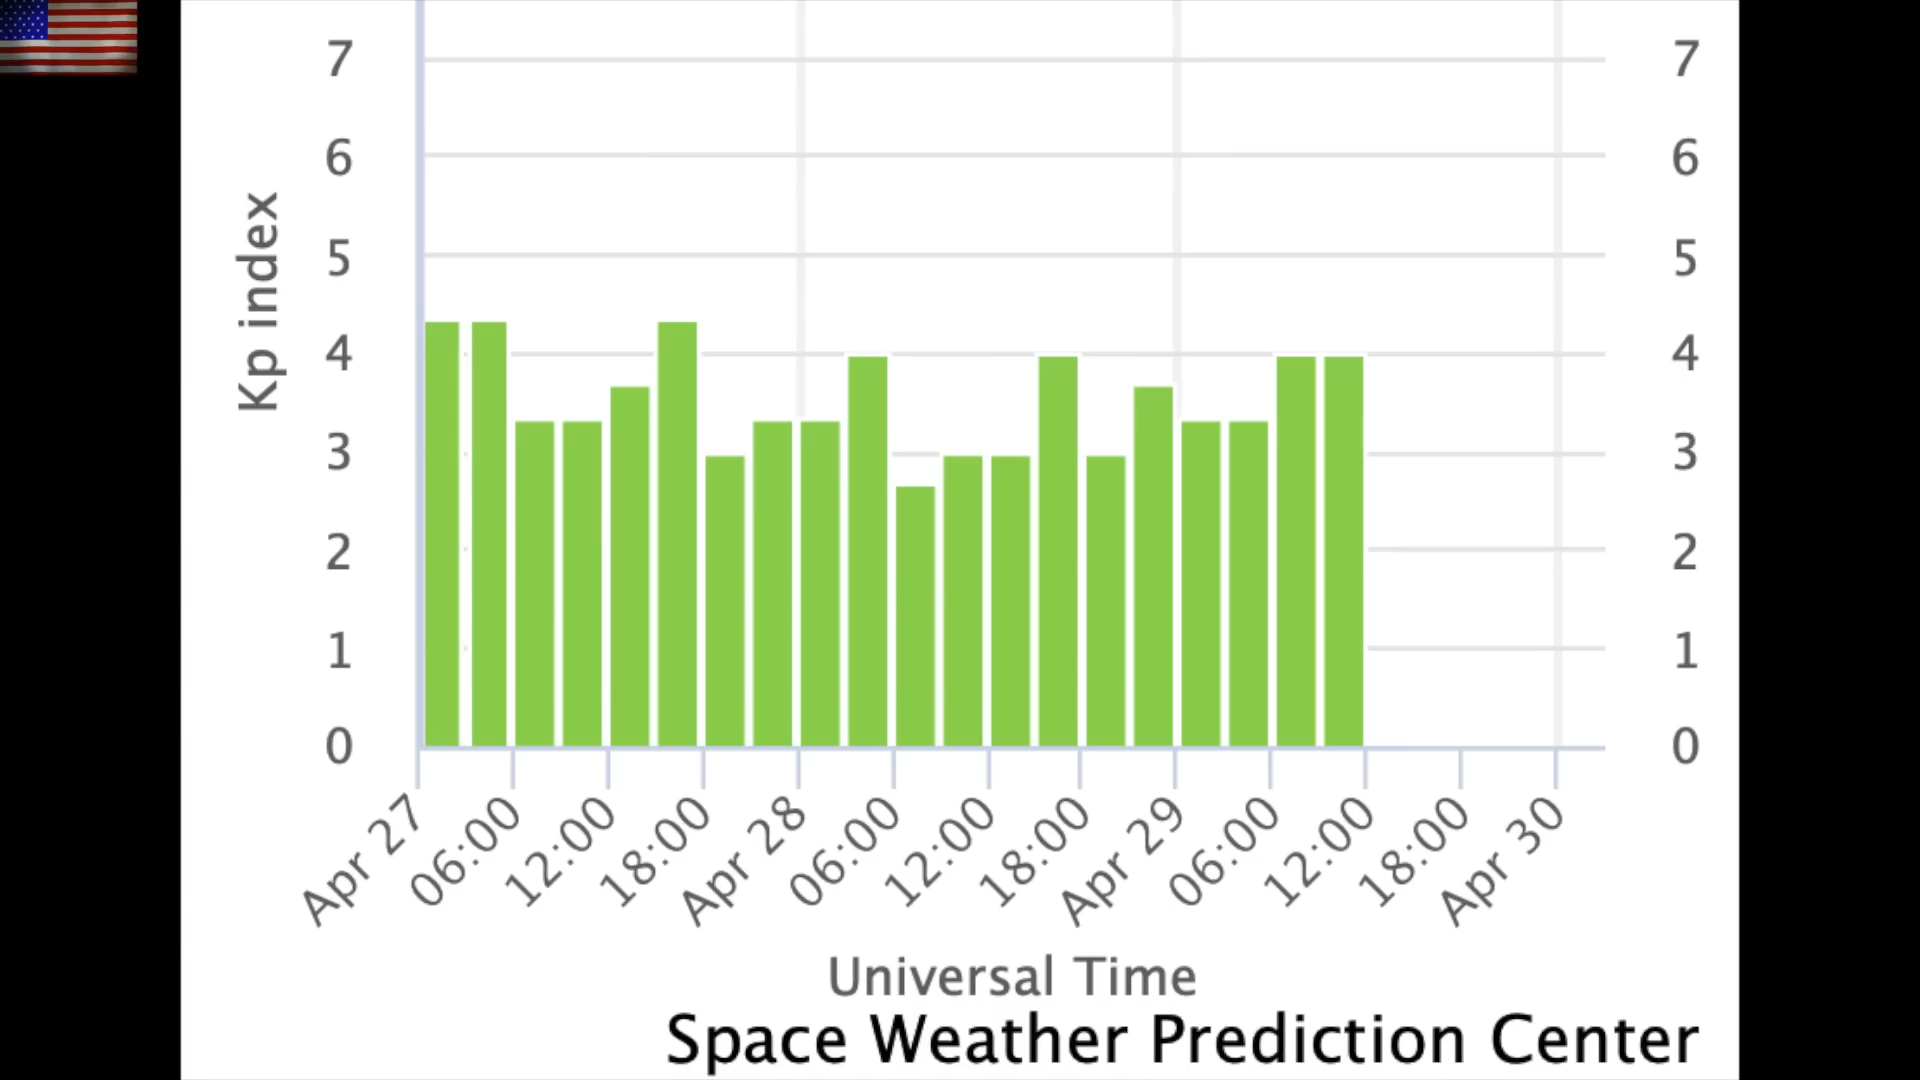 7 7
6 6
5 5
4 4
3 3
2 2
1 1
0 0
Kp index
Apr 27 06:00 12:00 18:00 Apr 28 06:00 12:00 18:00 Apr 29 06:00 12:00 18:00 Apr 30
Universal Time
Space Weather Prediction Center